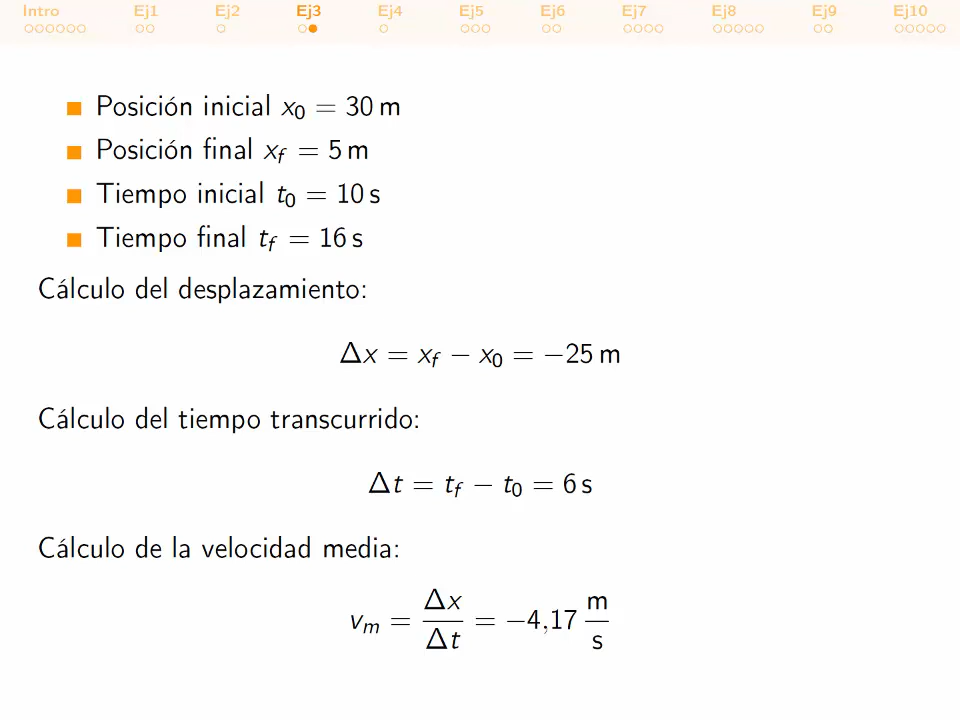 Intro Ej1 Ej2 Ej3 Ej4 Ej5 Ej6 Ej7 Ej8 Ej9 Ej10
Posición inicial x₀ = 30 m
Posición final x_f = 5 m
Tiempo inicial t₀ = 10 s
Tiempo final t_f = 16 s
Cálculo del desplazamiento:
Δx = x_f − x₀ = −25 m
Cálculo del tiempo transcurrido:
Δt = t_f − t₀ = 6 s
Cálculo de la velocidad media:
v_m = Δx/Δt = −4,17 m/s